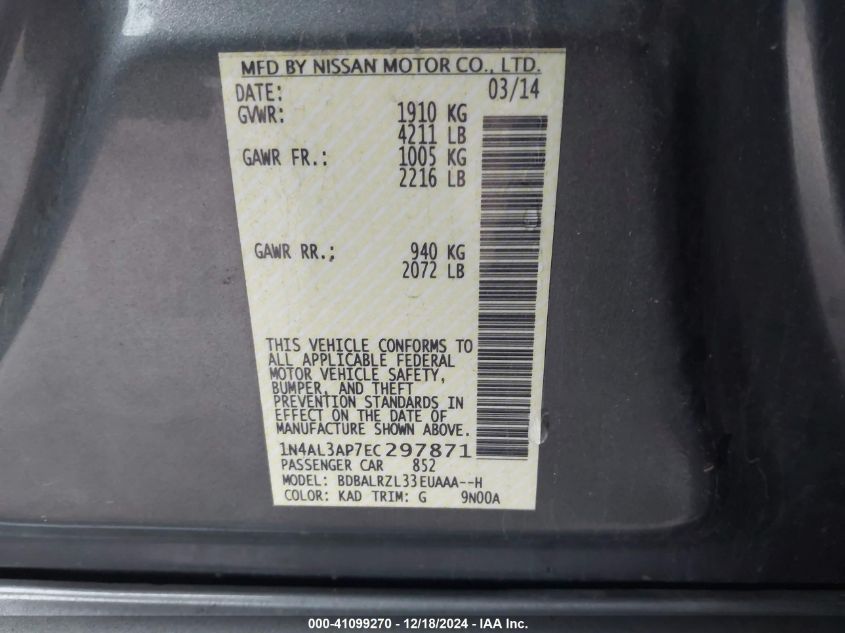 MFD BY NISSAN MOTOR CO., LTD.
DATE: 03/14
GVWR: 1910 KG
4211 LB
GAWR FR.: 1005 KG
2216 LB
GAWR RR.; 940 KG
2072 LB
THIS VEHICLE CONFORMS TO
ALL APPLICABLE FEDERAL
MOTOR VEHICLE SAFETY,
BUMPER, AND THEFT
PREVENTION STANDARDS IN
EFFECT ON THE DATE OF
MANUFACTURE SHOWN ABOVE.
1N4AL3AP7EC297871
PASSENGER CAR 852
MODEL: BDBALRZL33EUAAA--H
COLOR: KAD TRIM: G 9N00A
000-41099270 - 12/18/2024 - IAA Inc.